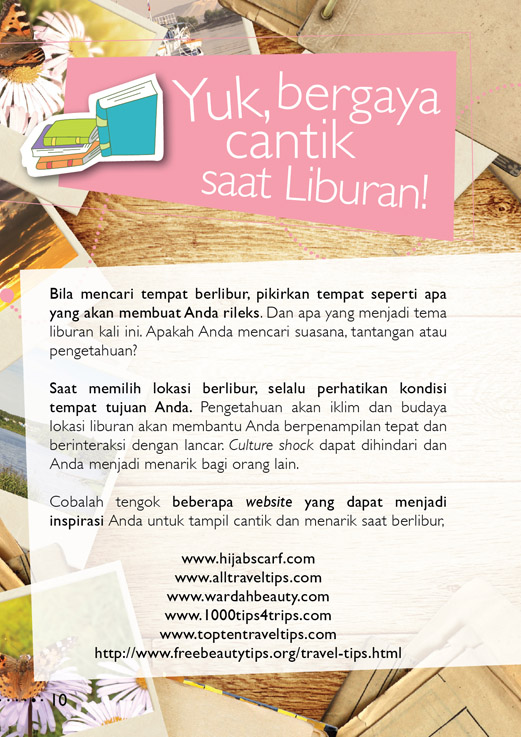 Yuk, bergaya
cantik
saat Liburan!
Bila mencari tempat berlibur, pikirkan tempat seperti apa
yang akan membuat Anda rileks. Dan apa yang menjadi tema
liburan kali ini. Apakah Anda mencari suasana, tantangan atau
pengetahuan?
Saat memilih lokasi berlibur, selalu perhatikan kondisi
tempat tujuan Anda. Pengetahuan akan iklim dan budaya
lokasi liburan akan membantu Anda berpenampilan tepat dan
berinteraksi dengan lancar. Culture shock dapat dihindari dan
Anda menjadi menarik bagi orang lain.
Cobalah tengok beberapa website yang dapat menjadi
inspirasi Anda untuk tampil cantik dan menarik saat berlibur,
www.hijabscarf.com
www.alltraveltips.com
www.wardahbeauty.com
www.1000tips4trips.com
www.toptentraveltips.com
http://www.freebeautytips.org/travel-tips.html
10